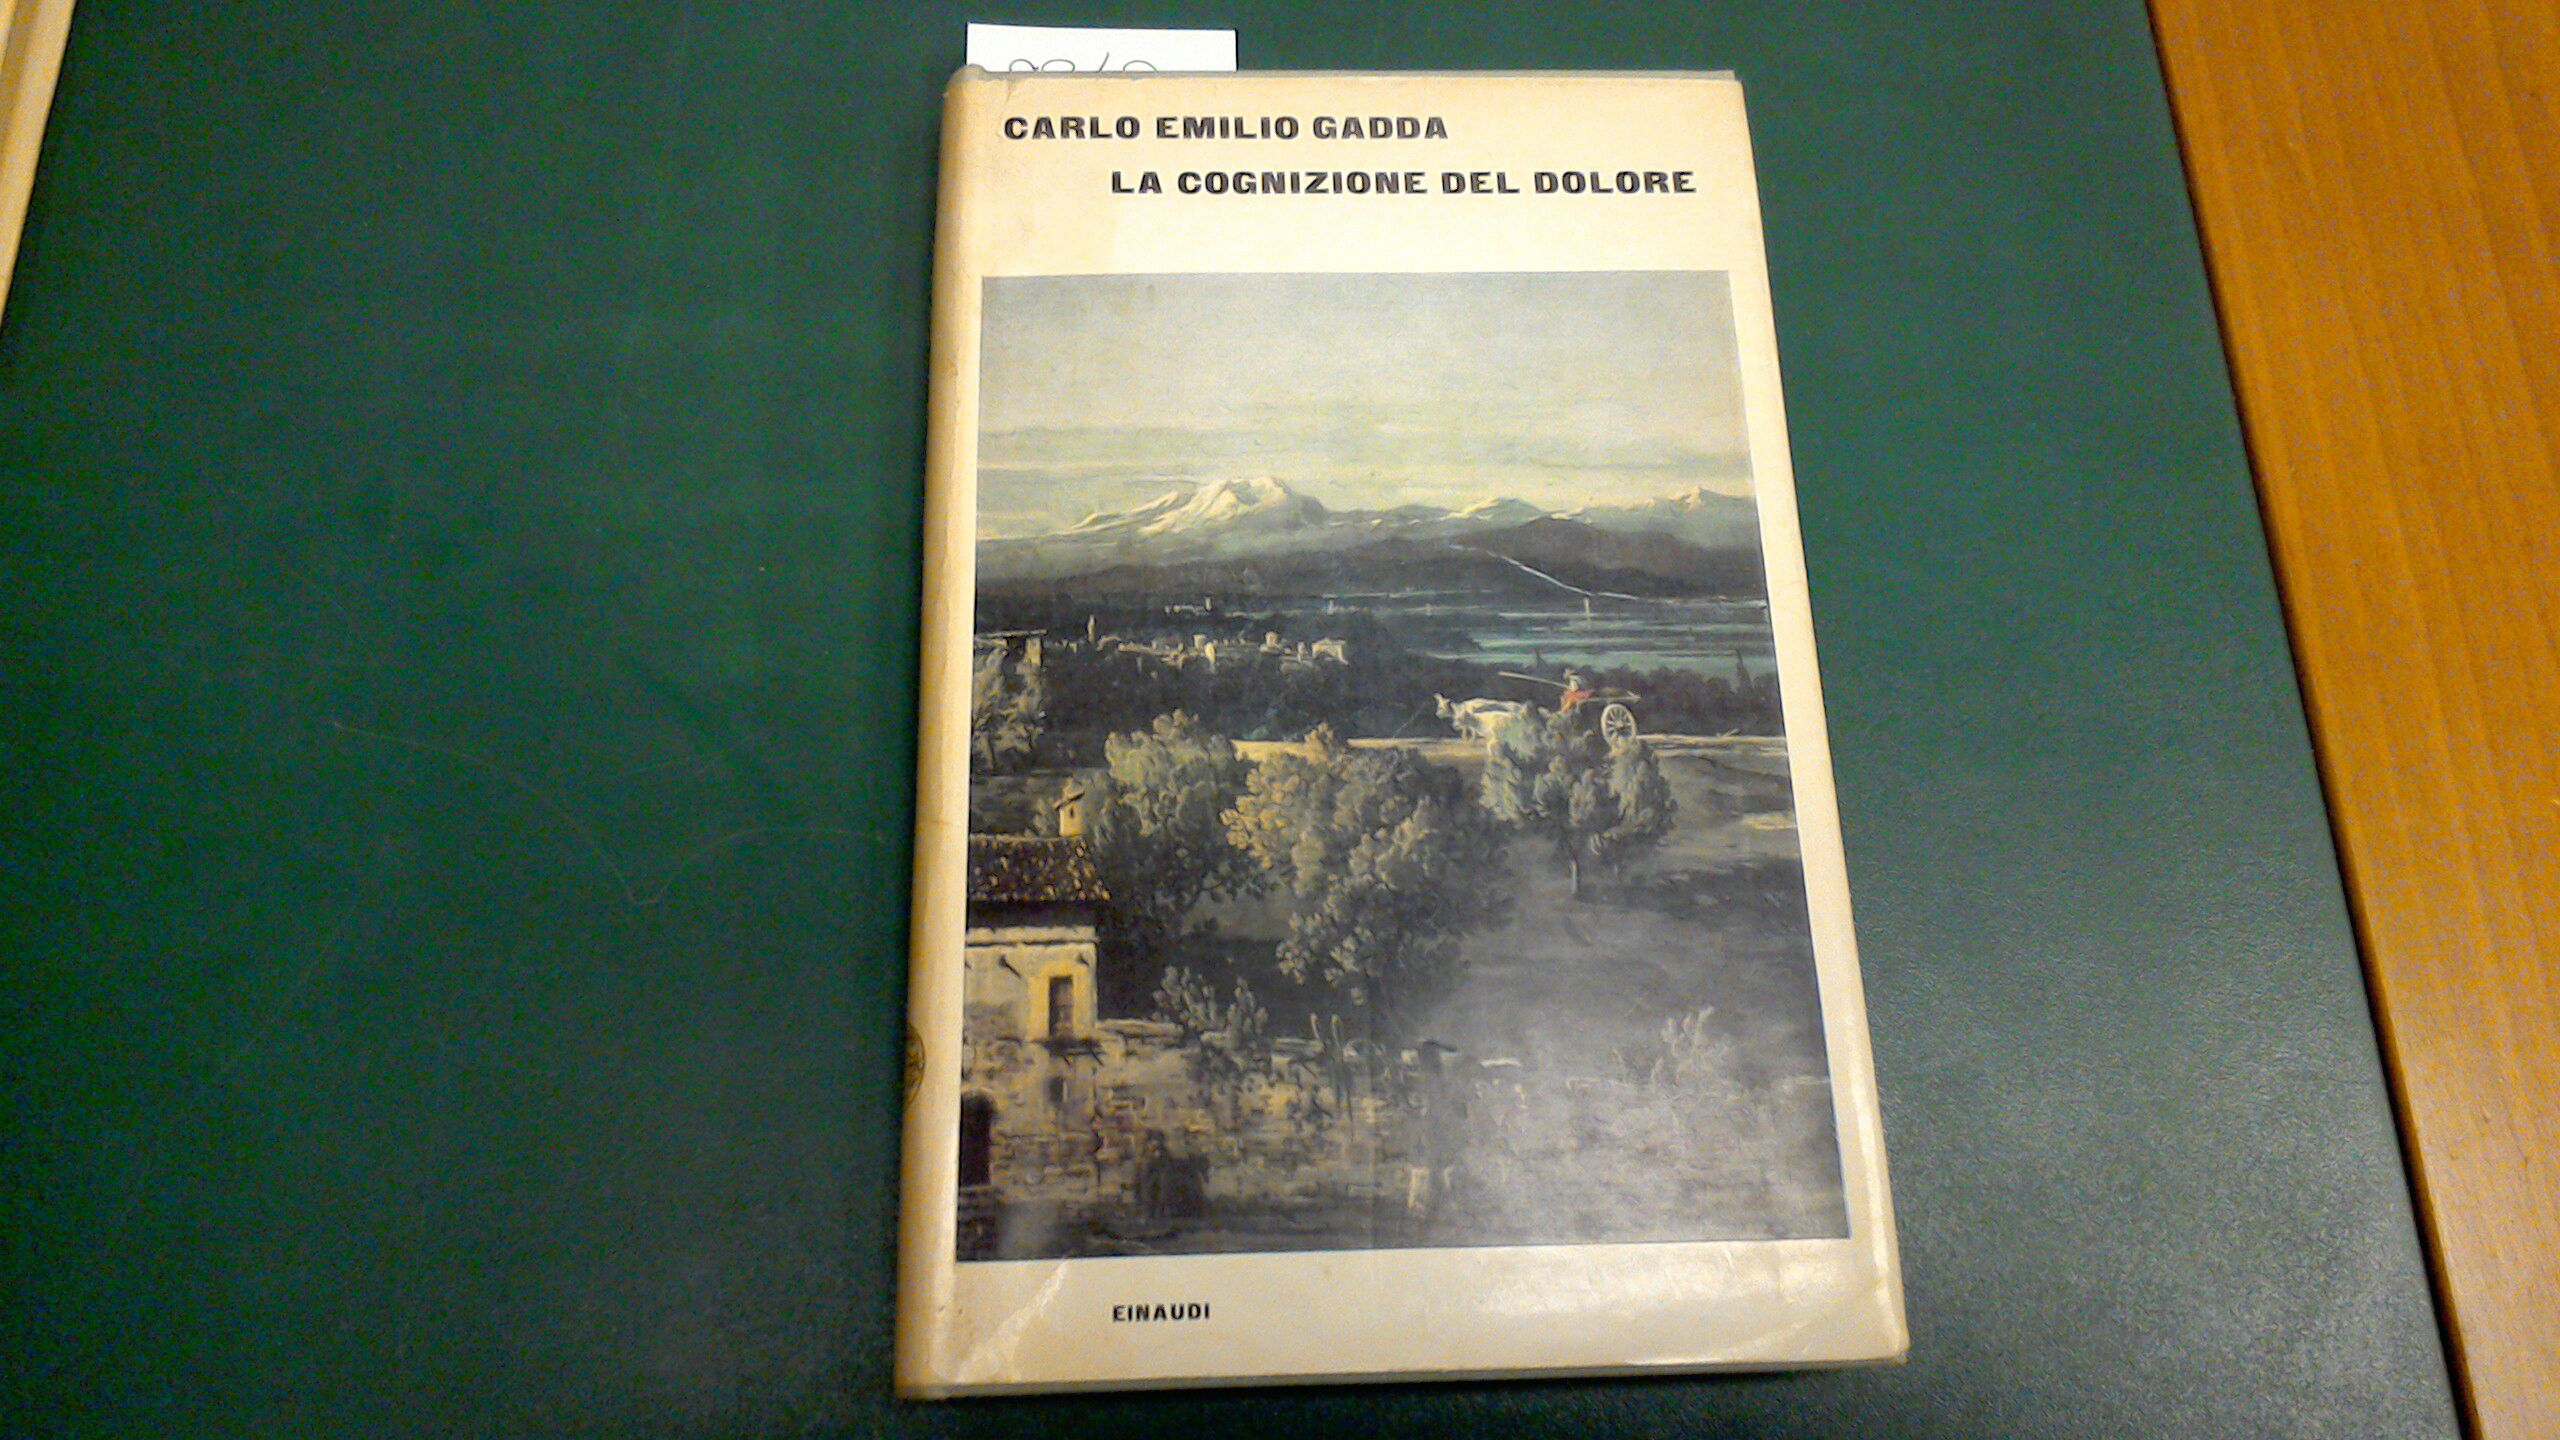 CARLO EMILIO GADDA
LA COGNIZIONE DEL DOLORE
EINAUDI